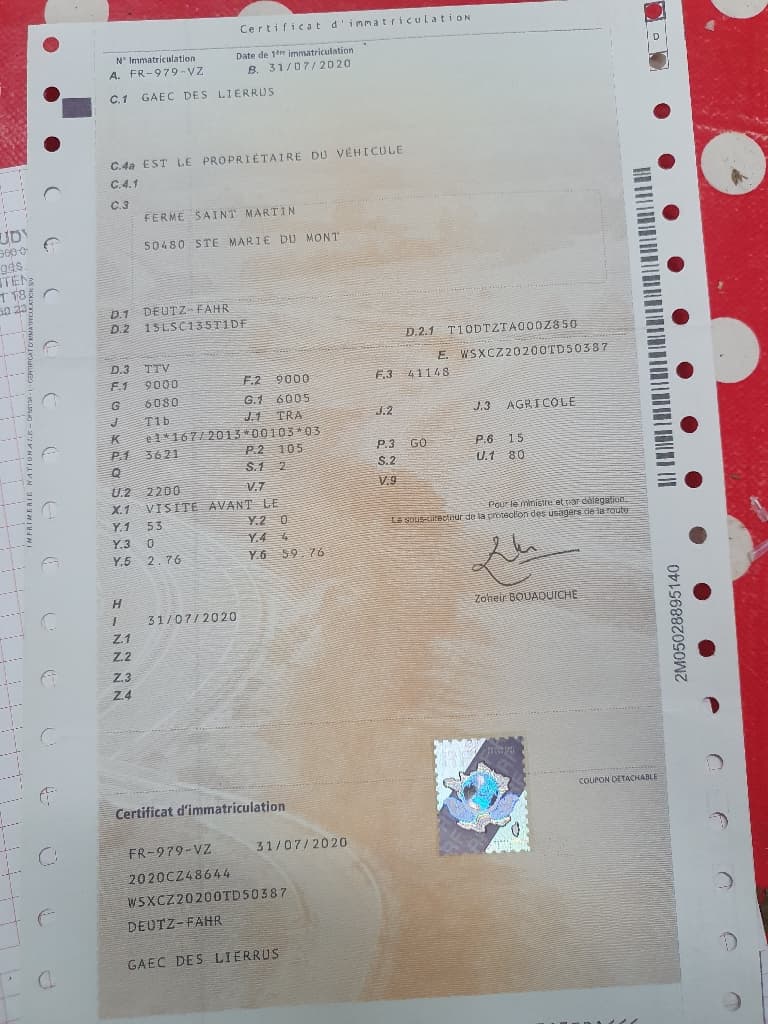 Certificat d'immatriculation
N° Immatriculation Date de 1ère immatriculation
A. FR-979-VZ B. 31/07/2020
D
C.1 GAEC DES LIERRUS
C.4a EST LE PROPRIÉTAIRE DU VÉHICULE
C.4.1
C.3
FERME SAINT MARTIN
50480 STE MARIE DU MONT
D.1 DEUTZ-FAHR
D.2 15LSC135T1DF D.2.1 T10DTZTA000Z850
E. WSXCZ20200TD50387
D.3 TTV
F.1 9000 F.2 9000 F.3 41148
G 6080 G.1 6005
J T1b J.1 TRA J.2 J.3 AGRICOLE
K e1*167/2013*00103*03
P.1 3621 P.2 105 P.3 GO P.6 15
Q S.1 2 S.2 U.1 80
U.2 2200 V.7 V.9
X.1 VISITE AVANT LE
Y.1 53 Y.2 0
Y.3 0 Y.4 4
Y.5 2.76 Y.6 59.76
Pour le ministre et par délégation,
Le sous-directeur de la protection des usagers de la route
Zoheir BOUAOUICHE
H
I 31/07/2020
Z.1
Z.2
Z.3
Z.4
2M05028895140
COUPON DÉTACHABLE
Certificat d'immatriculation
FR-979-VZ 31/07/2020
2020CZ48644
WSXCZ20200TD50387
DEUTZ-FAHR
GAEC DES LIERRUS